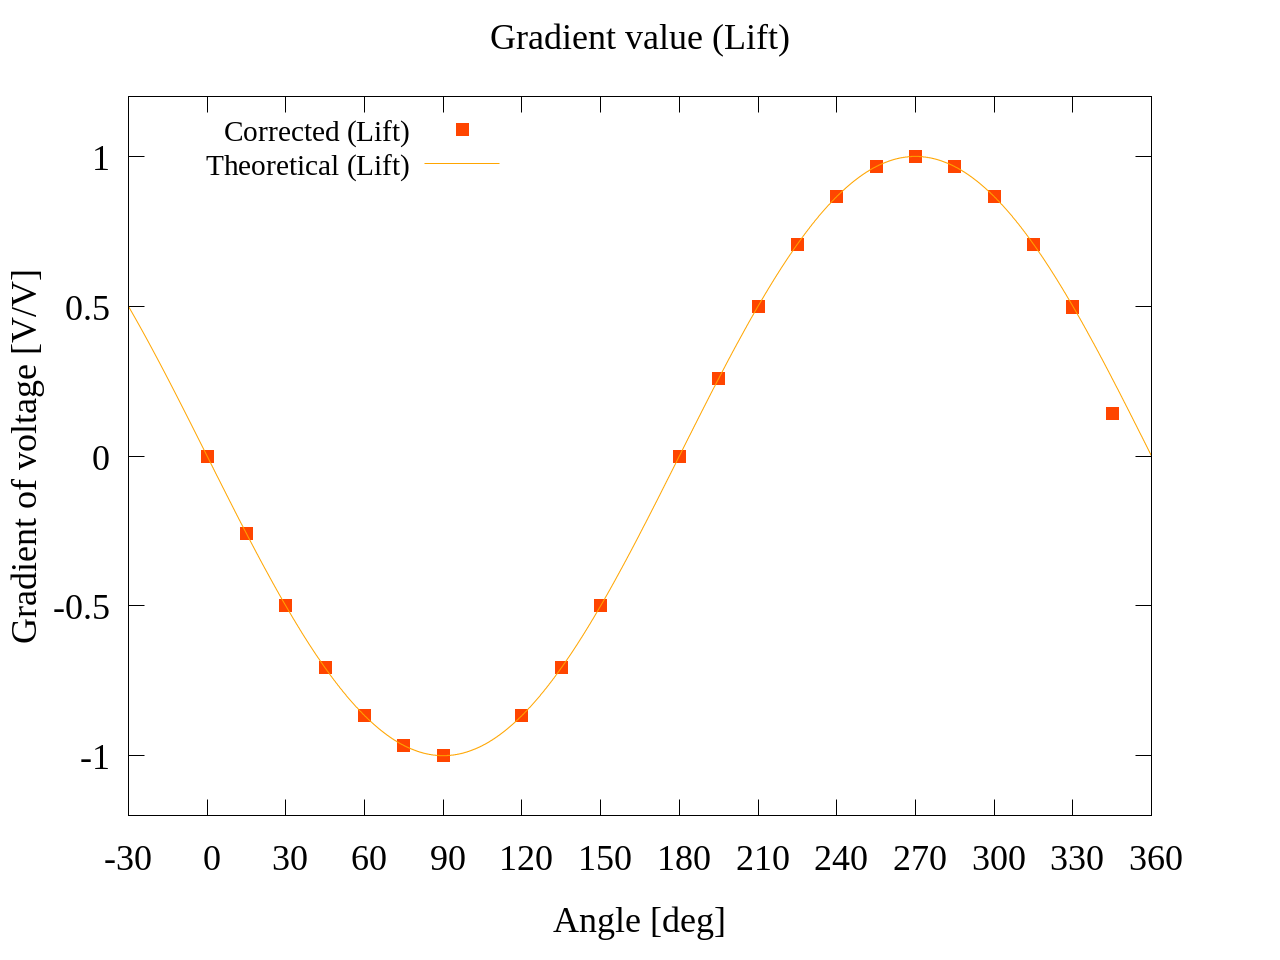 Gradient value (Lift)
Corrected (Lift)
Theoretical (Lift)
1
0.5
0
-0.5
-1
Gradient of voltage [V/V]
-30 0 30 60 90 120 150 180 210 240 270 300 330 360
Angle [deg]